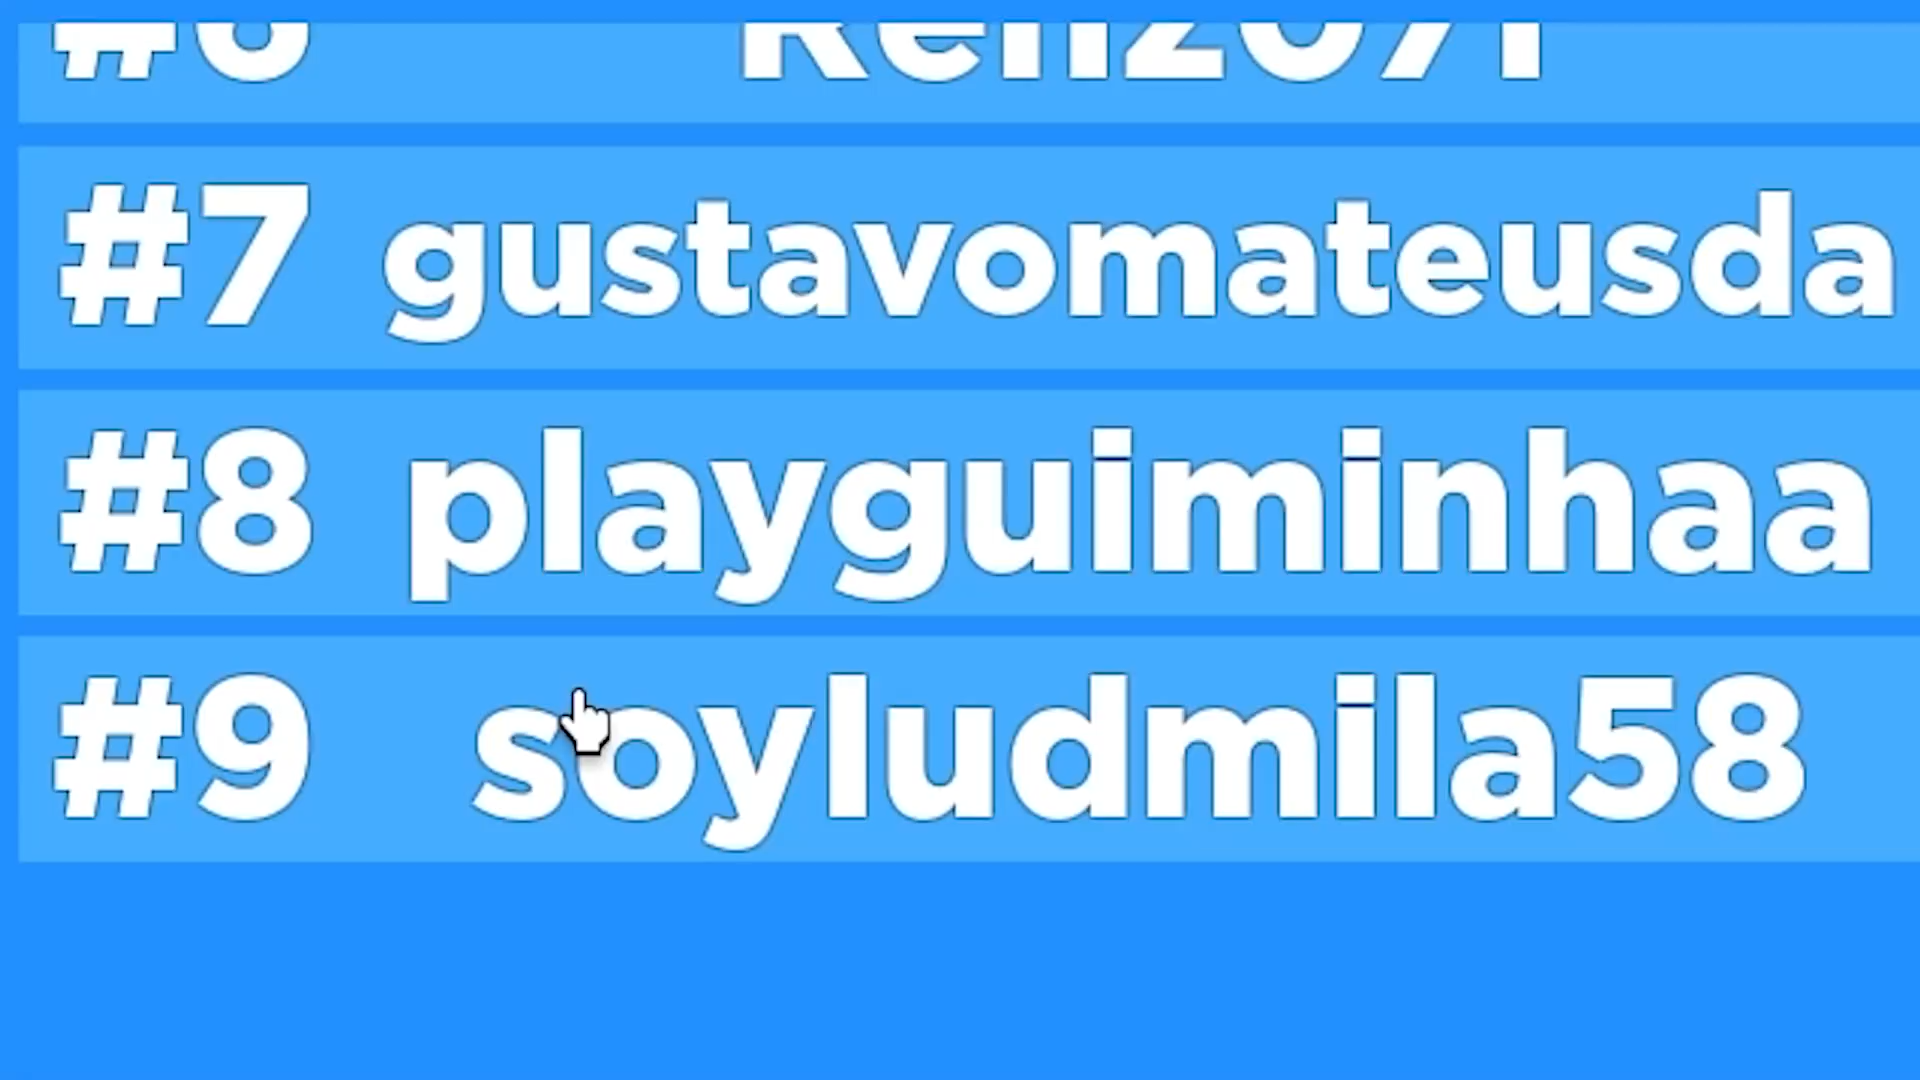 #7 gustavomateusda
#8 playguiminhaa
#9 soyludmila58